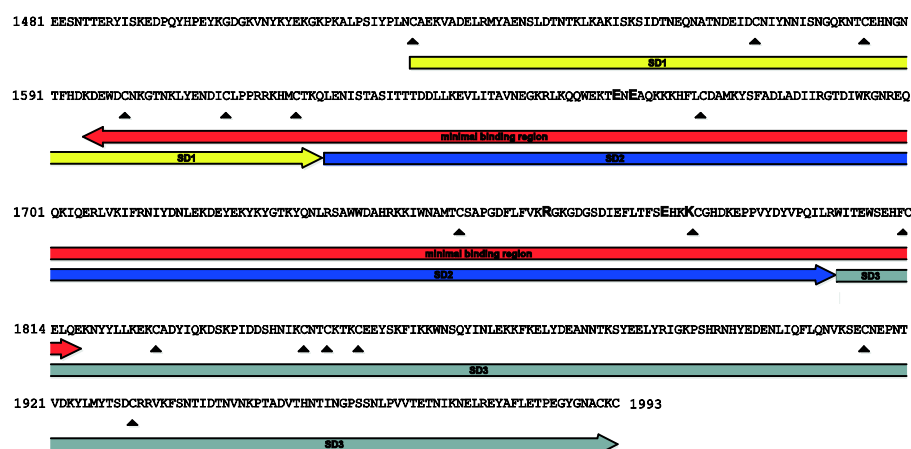 1481 EESNTTERYISKEDPQYHPEYKGDGKVNYKYEKGKPKALPSIYPLNCAEKVADELRMYAENSLDTNTKLKAKISKSIDTNEQNATNDEIDCNIYNNISNGQKNTCEHNGN
SD1
1591 TFHDKDEWDCNKGTNKLYENDICLPPRRKHMCTKQLENISTASITTTDDLLKEVLITAVNEGKRLKQQWEKTENEAQKKKHFLCDAMKYSFADLADIIRGTDIWKGNREQ
minimal binding region
SD1 SD2
1701 QKIQERLVKIFRNIYDNLEKDEYEKYKYGTKYQNLRSAWWDAHRKKIWNAMTCSAPGDFLFVKRGKGDGSDIEFLTFSEHKKCGHDKEPPVYDYVPQILRWITEWSEHFC
minimal binding region
SD2 SD3
1814 ELQEKNYYLLKEKCADYIQKDSKPIDDSHNIKCNTCKTKCEEYSKFIKKWNSQYINLEKKFKELYDEANNTKSYEELYRIGKPSHRNHYEDENLIQFLQNVKSECNEPNT
SD3
1921 VDKYLMYTSDCRRVKFSNTIDTNVNKPTADVTHNTINGPSSNLPVVTETNIKNELREYAFLETPEGYGNACKC 1993
SD3